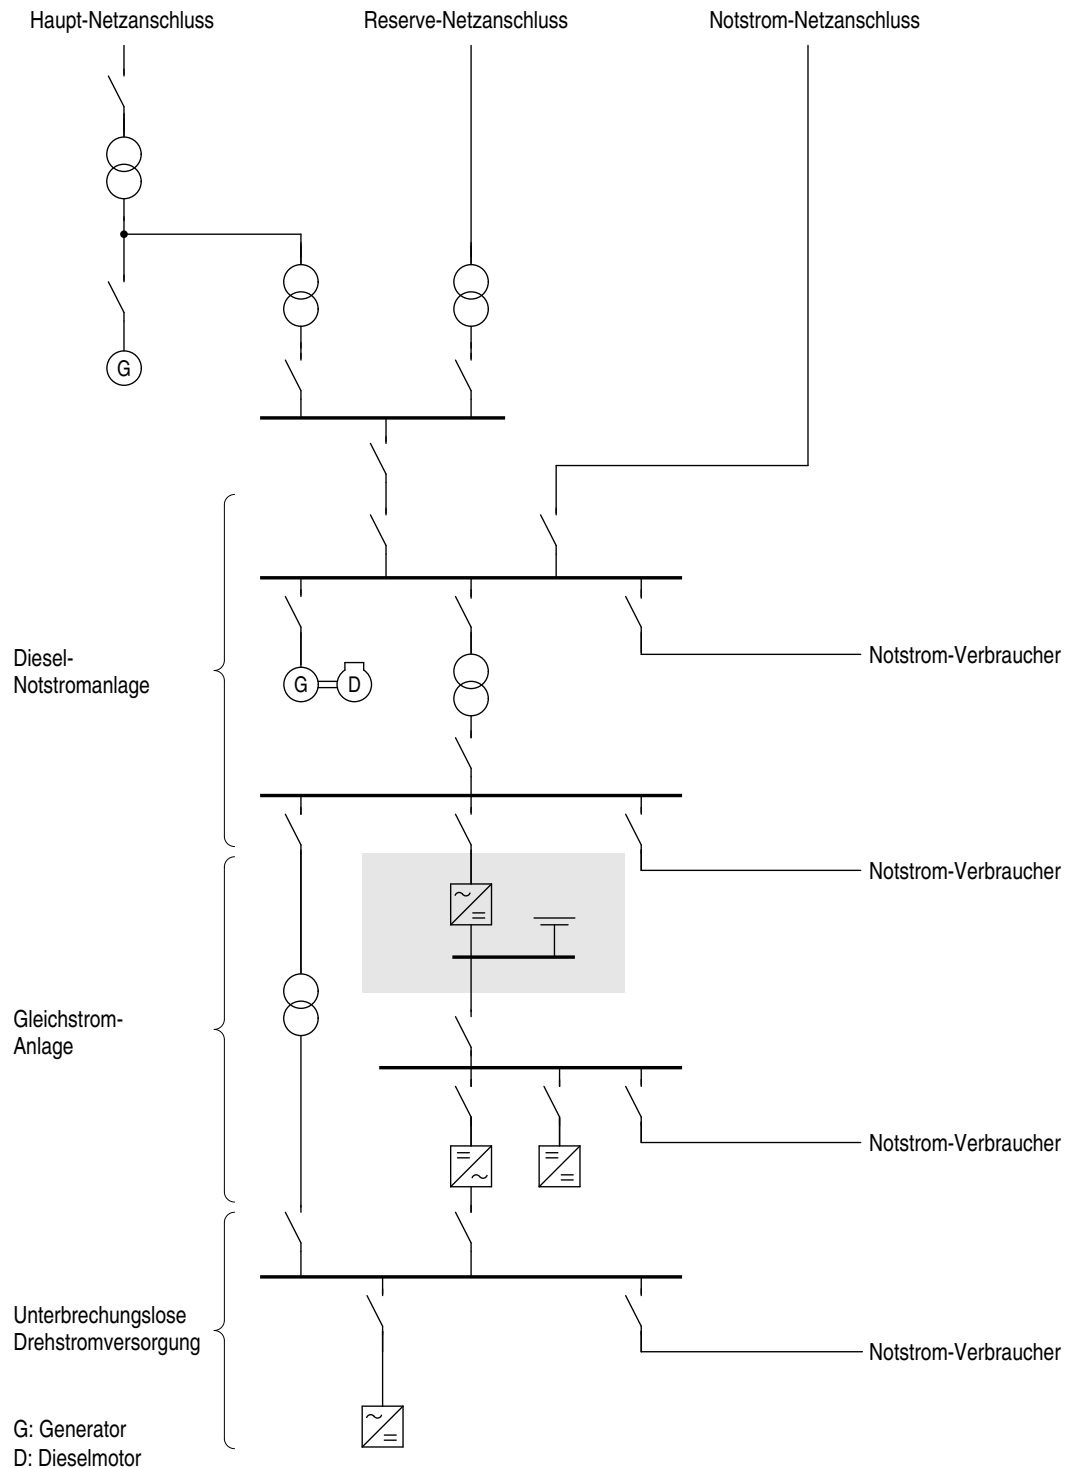 Haupt-Netzanschluss
Reserve-Netzanschluss
Notstrom-Netzanschluss
G
Diesel-
Notstromanlage
G
D
Notstrom-Verbraucher
Notstrom-Verbraucher
Gleichstrom-
Anlage
Notstrom-Verbraucher
Unterbrechungslose
Drehstromversorgung
Notstrom-Verbraucher
G: Generator
D: Dieselmotor